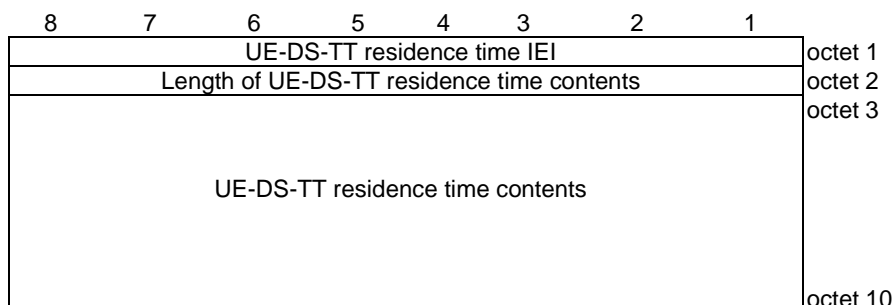 8 7 6 5 4 3 2 1
UE-DS-TT residence time IEI octet 1
Length of UE-DS-TT residence time contents octet 2
octet 3
UE-DS-TT residence time contents
octet 10